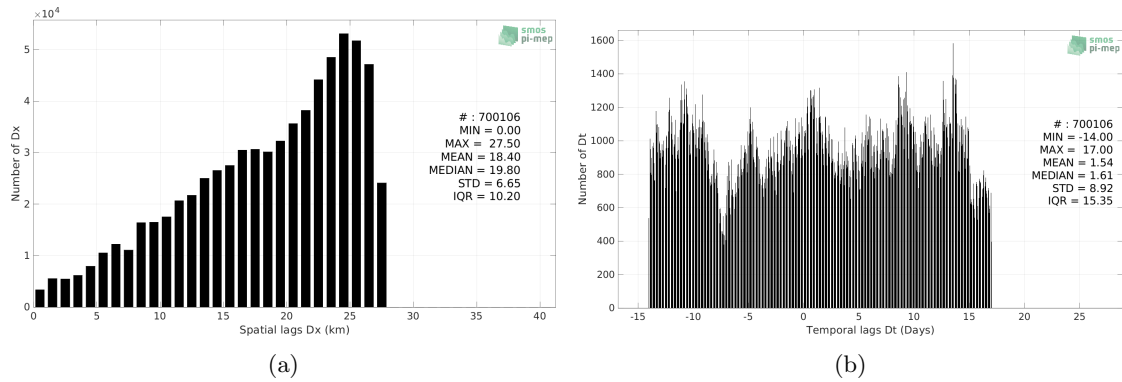 ×10⁴
5
4
3
2
1
0
Number of Dx
0 5 10 15 20 25 30 35 40
Spatial lags Dx (km)
smos
pi-mep
# : 700106
MIN = 0.00
MAX = 27.50
MEAN = 18.40
MEDIAN = 19.80
STD = 6.65
IQR = 10.20
(a)
1600
1400
1200
1000
800
600
400
200
0
Number of Dt
-15 -10 -5 0 5 10 15 20 25
Temporal lags Dt (Days)
smos
pi-mep
# : 700106
MIN = -14.00
MAX = 17.00
MEAN = 1.54
MEDIAN = 1.61
STD = 8.92
IQR = 15.35
(b)